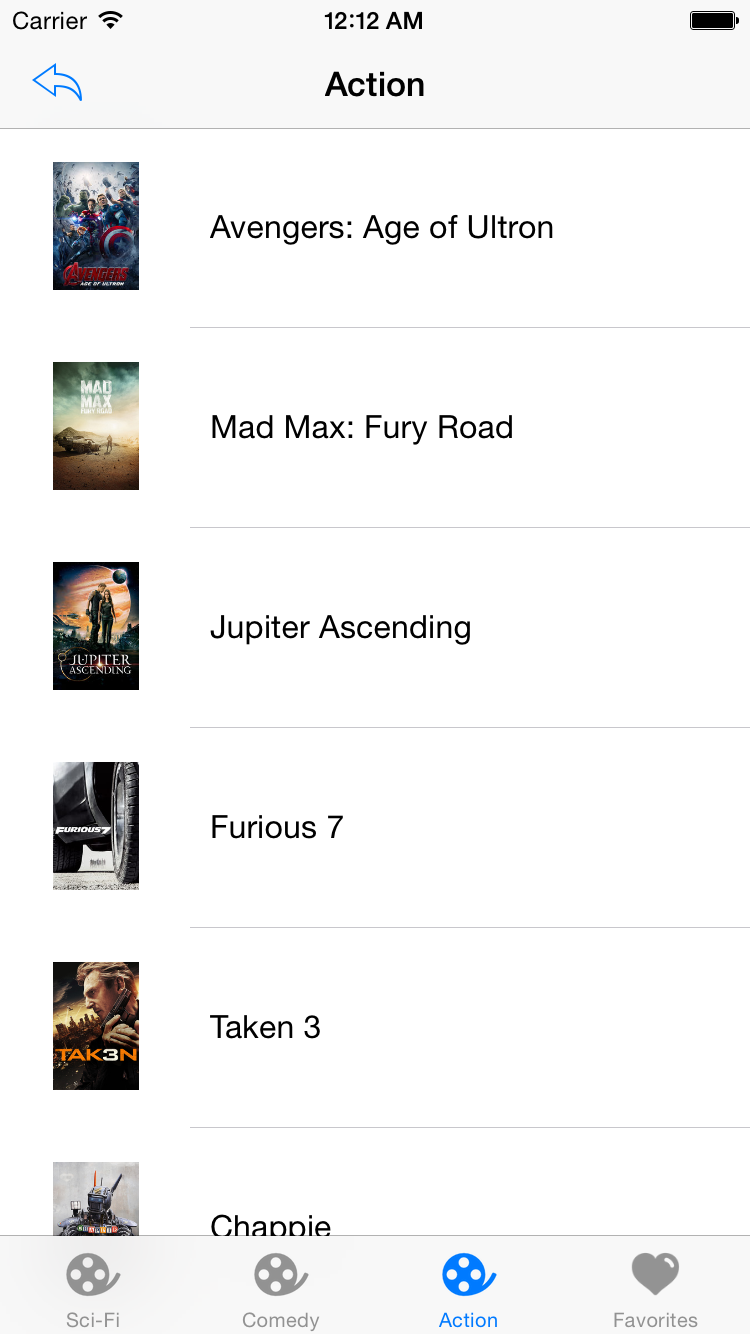 Carrier 12:12 AM
Action
AVENGERS
AGE OF ULTRON
Avengers: Age of Ultron
MAD
MAX
FURY ROAD
Mad Max: Fury Road
JUPITER
ASCENDING
Jupiter Ascending
FURIOUS 7
Furious 7
TAK3N
Taken 3
Chappie
Sci-Fi Comedy Action Favorites